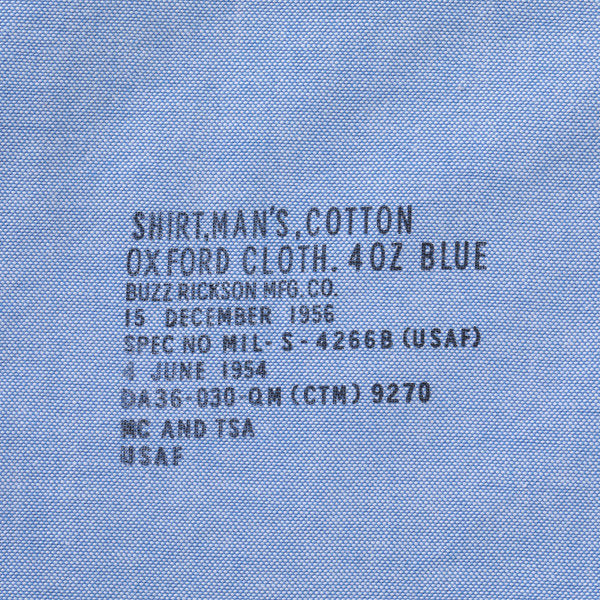 SHIRT,MAN'S,COTTON
OXFORD CLOTH. 4OZ BLUE
BUZZ RICKSON MFG.CO.
15 DECEMBER 1956
SPEC NO MIL-S-4266B (USAF)
4 JUNE 1954
DA36-030-QM (CTM) 9270
MC AND TSA
USAF